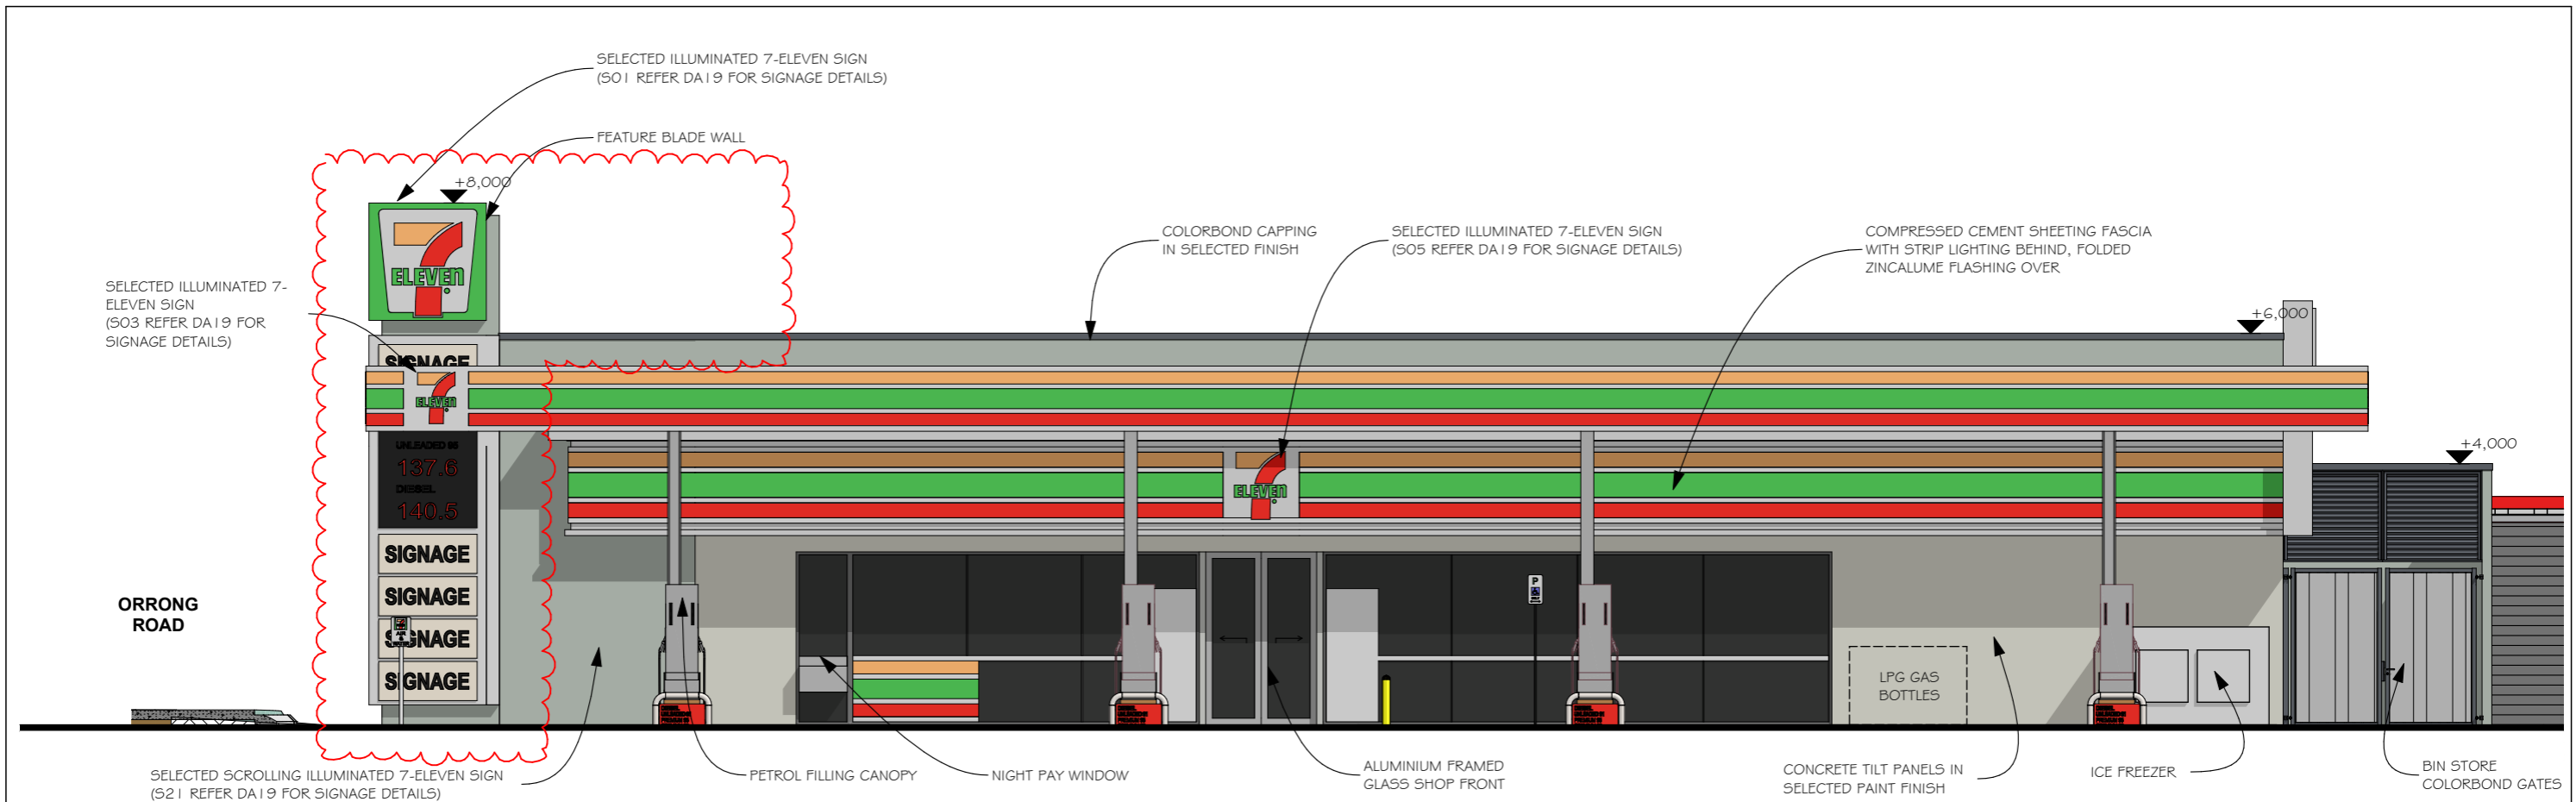 SELECTED ILLUMINATED 7-ELEVEN SIGN
(S01 REFER DA19 FOR SIGNAGE DETAILS)
FEATURE BLADE WALL
+8,000
7
ELEVEN
SELECTED ILLUMINATED 7-
ELEVEN SIGN
(S03 REFER DA19 FOR
SIGNAGE DETAILS)
COLORBOND CAPPING
IN SELECTED FINISH
SELECTED ILLUMINATED 7-ELEVEN SIGN
(S05 REFER DA19 FOR SIGNAGE DETAILS)
COMPRESSED CEMENT SHEETING FASCIA
WITH STRIP LIGHTING BEHIND, FOLDED
ZINCALUME FLASHING OVER
+6,000
+4,000
SIGNAGE
7
ELEVEN
7
ELEVEN
137.6
DIESEL
140.5
SIGNAGE
SIGNAGE
SIGNAGE
SIGNAGE
AIR
&
ORRONG
ROAD
P
LPG GAS
BOTTLES
SELECTED SCROLLING ILLUMINATED 7-ELEVEN SIGN
(S21 REFER DA19 FOR SIGNAGE DETAILS)
PETROL FILLING CANOPY
NIGHT PAY WINDOW
ALUMINIUM FRAMED
GLASS SHOP FRONT
CONCRETE TILT PANELS IN
SELECTED PAINT FINISH
ICE FREEZER
BIN STORE
COLORBOND GATES